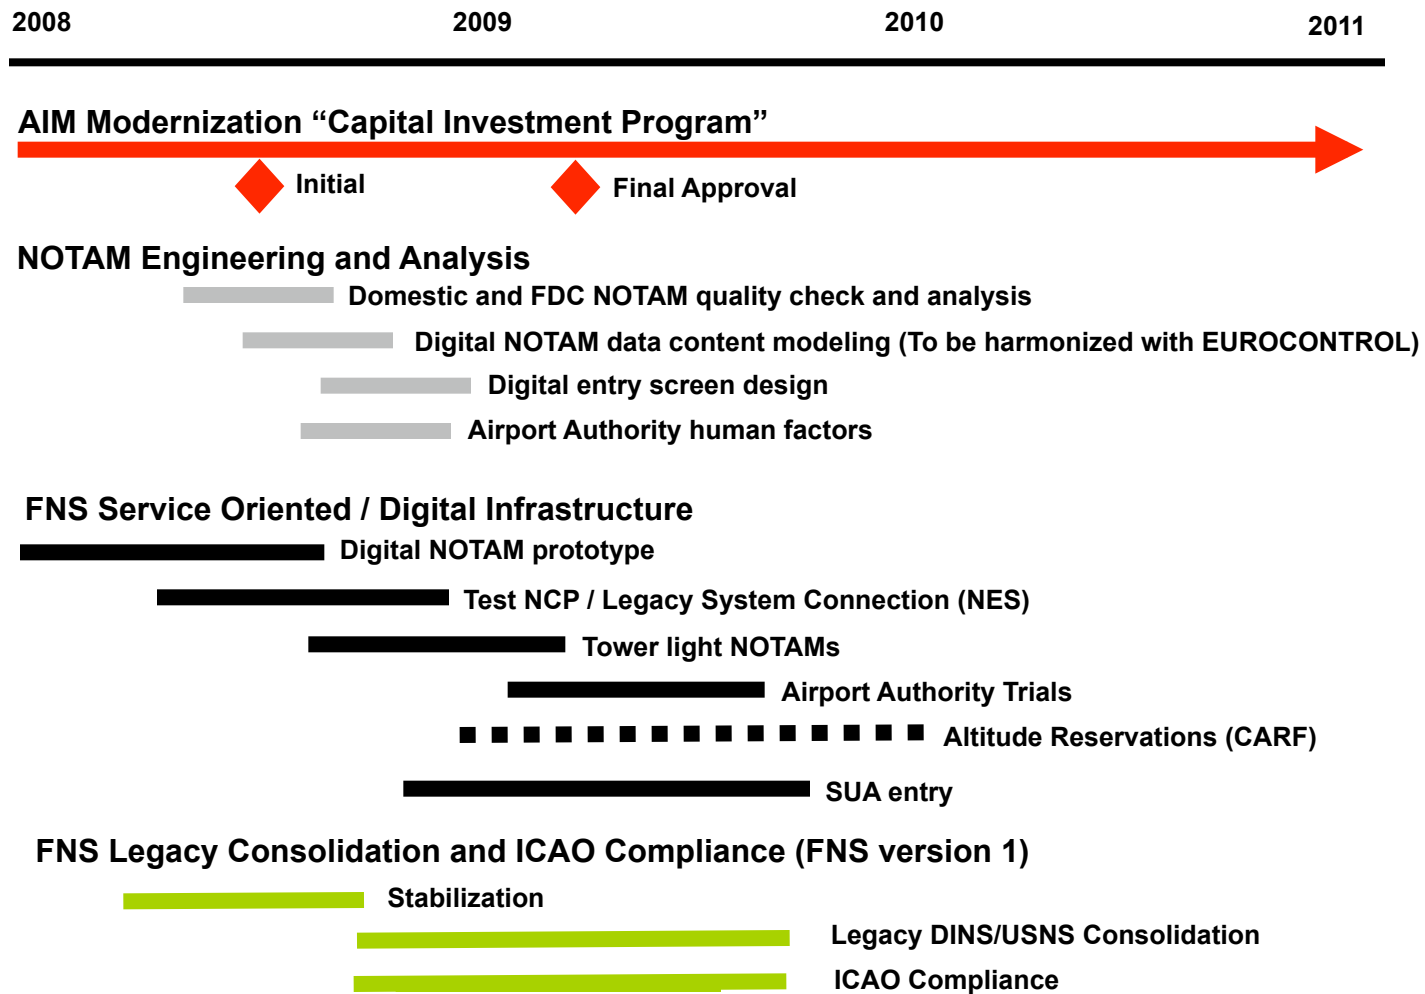 2008 2009 2010 2011
AIM Modernization “Capital Investment Program”
Initial
Final Approval
NOTAM Engineering and Analysis
Domestic and FDC NOTAM quality check and analysis
Digital NOTAM data content modeling (To be harmonized with EUROCONTROL)
Digital entry screen design
Airport Authority human factors
FNS Service Oriented / Digital Infrastructure
Digital NOTAM prototype
Test NCP / Legacy System Connection (NES)
Tower light NOTAMs
Airport Authority Trials
Altitude Reservations (CARF)
SUA entry
FNS Legacy Consolidation and ICAO Compliance (FNS version 1)
Stabilization
Legacy DINS/USNS Consolidation
ICAO Compliance